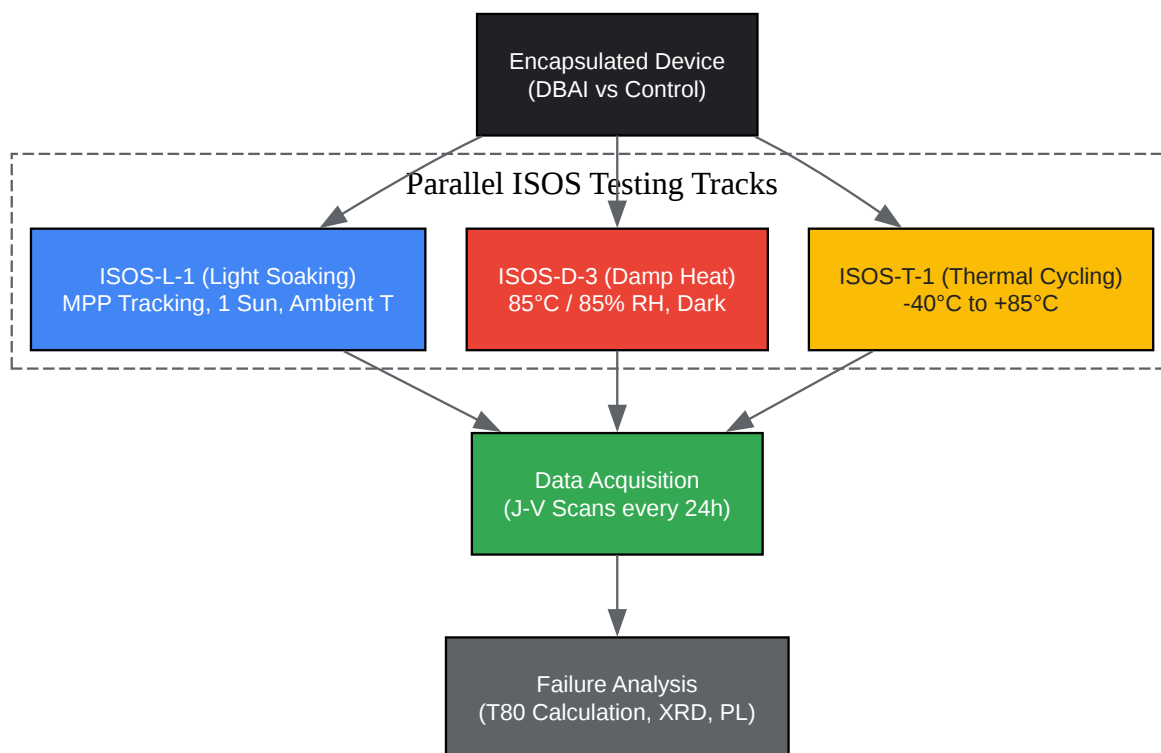 Encapsulated Device
(DBAI vs Control)
Parallel ISOS Testing Tracks
ISOS-L-1 (Light Soaking)
MPP Tracking, 1 Sun, Ambient T
ISOS-D-3 (Damp Heat)
85°C / 85% RH, Dark
ISOS-T-1 (Thermal Cycling)
-40°C to +85°C
Data Acquisition
(J-V Scans every 24h)
Failure Analysis
(T80 Calculation, XRD, PL)